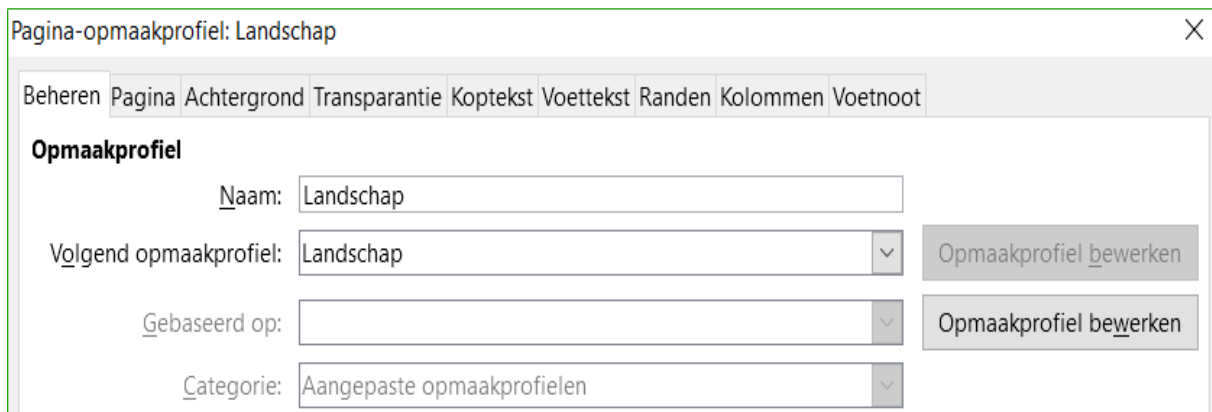 Pagina-opmaakprofiel: Landschap
Beheren Pagina Achtergrond Transparantie Koptekst Voettekst Randen Kolommen Voetnoot
Opmaakprofiel
Naam: Landschap
Volgend opmaakprofiel: Landschap Opmaakprofiel bewerken
Gebaseerd op: Opmaakprofiel bewerken
Categorie: Aangepaste opmaakprofielen